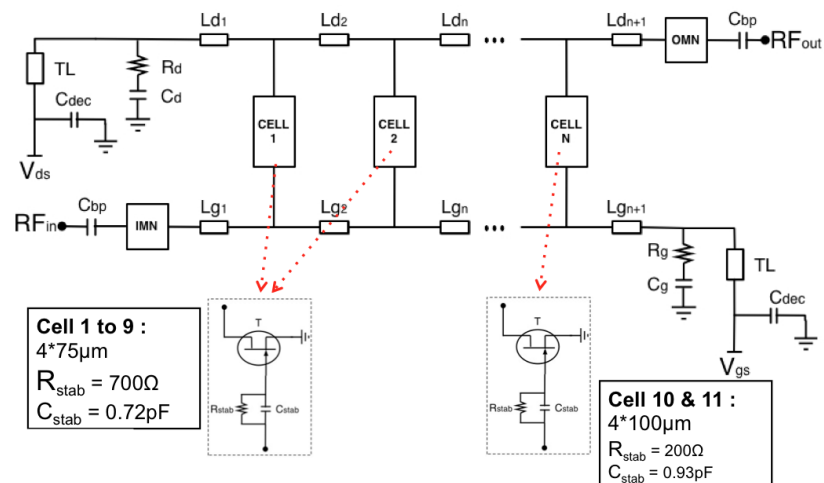 Ld1
Ld2
Ldn
Ldn+1
Cbp
OMN
RFout
...
TL
Rd
Cd
Cdec
Vds
CELL
1
CELL
2
CELL
N
Cbp
RFin
IMN
Lg1
Lg2
Lgn
...
Lgn+1
Rg
Cg
TL
Cdec
Vgs
Cell 1 to 9 :
4*75µm
Rstab = 700Ω
Cstab = 0.72pF
T
Rstab
Cstab
T
Rstab
Cstab
Cell 10 & 11 :
4*100µm
Rstab = 200Ω
Cstab = 0.93pF